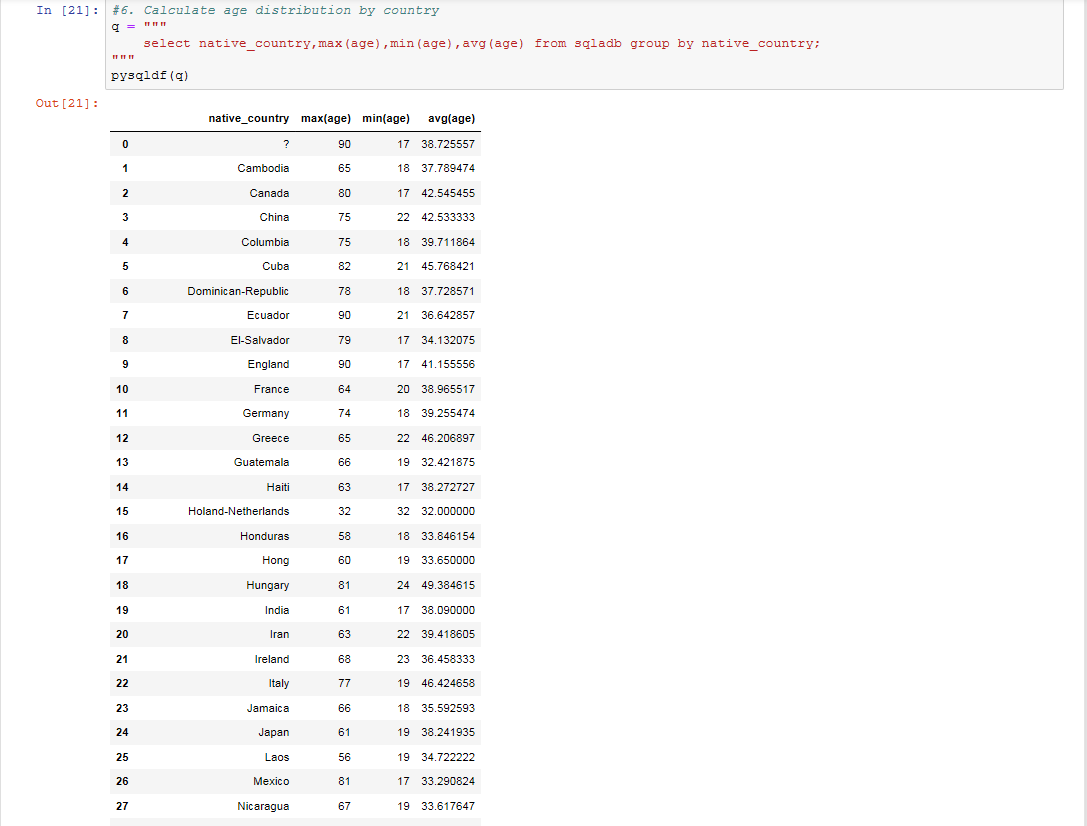 In [21]: #6. Calculate age distribution by country
q = """
select native_country,max(age),min(age),avg(age) from sqladb group by native_country;
"""
pysqldf(q)
Out[21]:
native_country max(age) min(age) avg(age)
0 ? 90 17 38.725557
1 Cambodia 65 18 37.789474
2 Canada 80 17 42.545455
3 China 75 22 42.533333
4 Columbia 75 18 39.711864
5 Cuba 82 21 45.768421
6 Dominican-Republic 78 18 37.728571
7 Ecuador 90 21 36.642857
8 El-Salvador 79 17 34.132075
9 England 90 17 41.155556
10 France 64 20 38.965517
11 Germany 74 18 39.255474
12 Greece 65 22 46.206897
13 Guatemala 66 19 32.421875
14 Haiti 63 17 38.272727
15 Holand-Netherlands 32 32 32.000000
16 Honduras 58 18 33.846154
17 Hong 60 19 33.650000
18 Hungary 81 24 49.384615
19 India 61 17 38.090000
20 Iran 63 22 39.418605
21 Ireland 68 23 36.458333
22 Italy 77 19 46.424658
23 Jamaica 66 18 35.592593
24 Japan 61 19 38.241935
25 Laos 56 19 34.722222
26 Mexico 81 17 33.290824
27 Nicaragua 67 19 33.617647